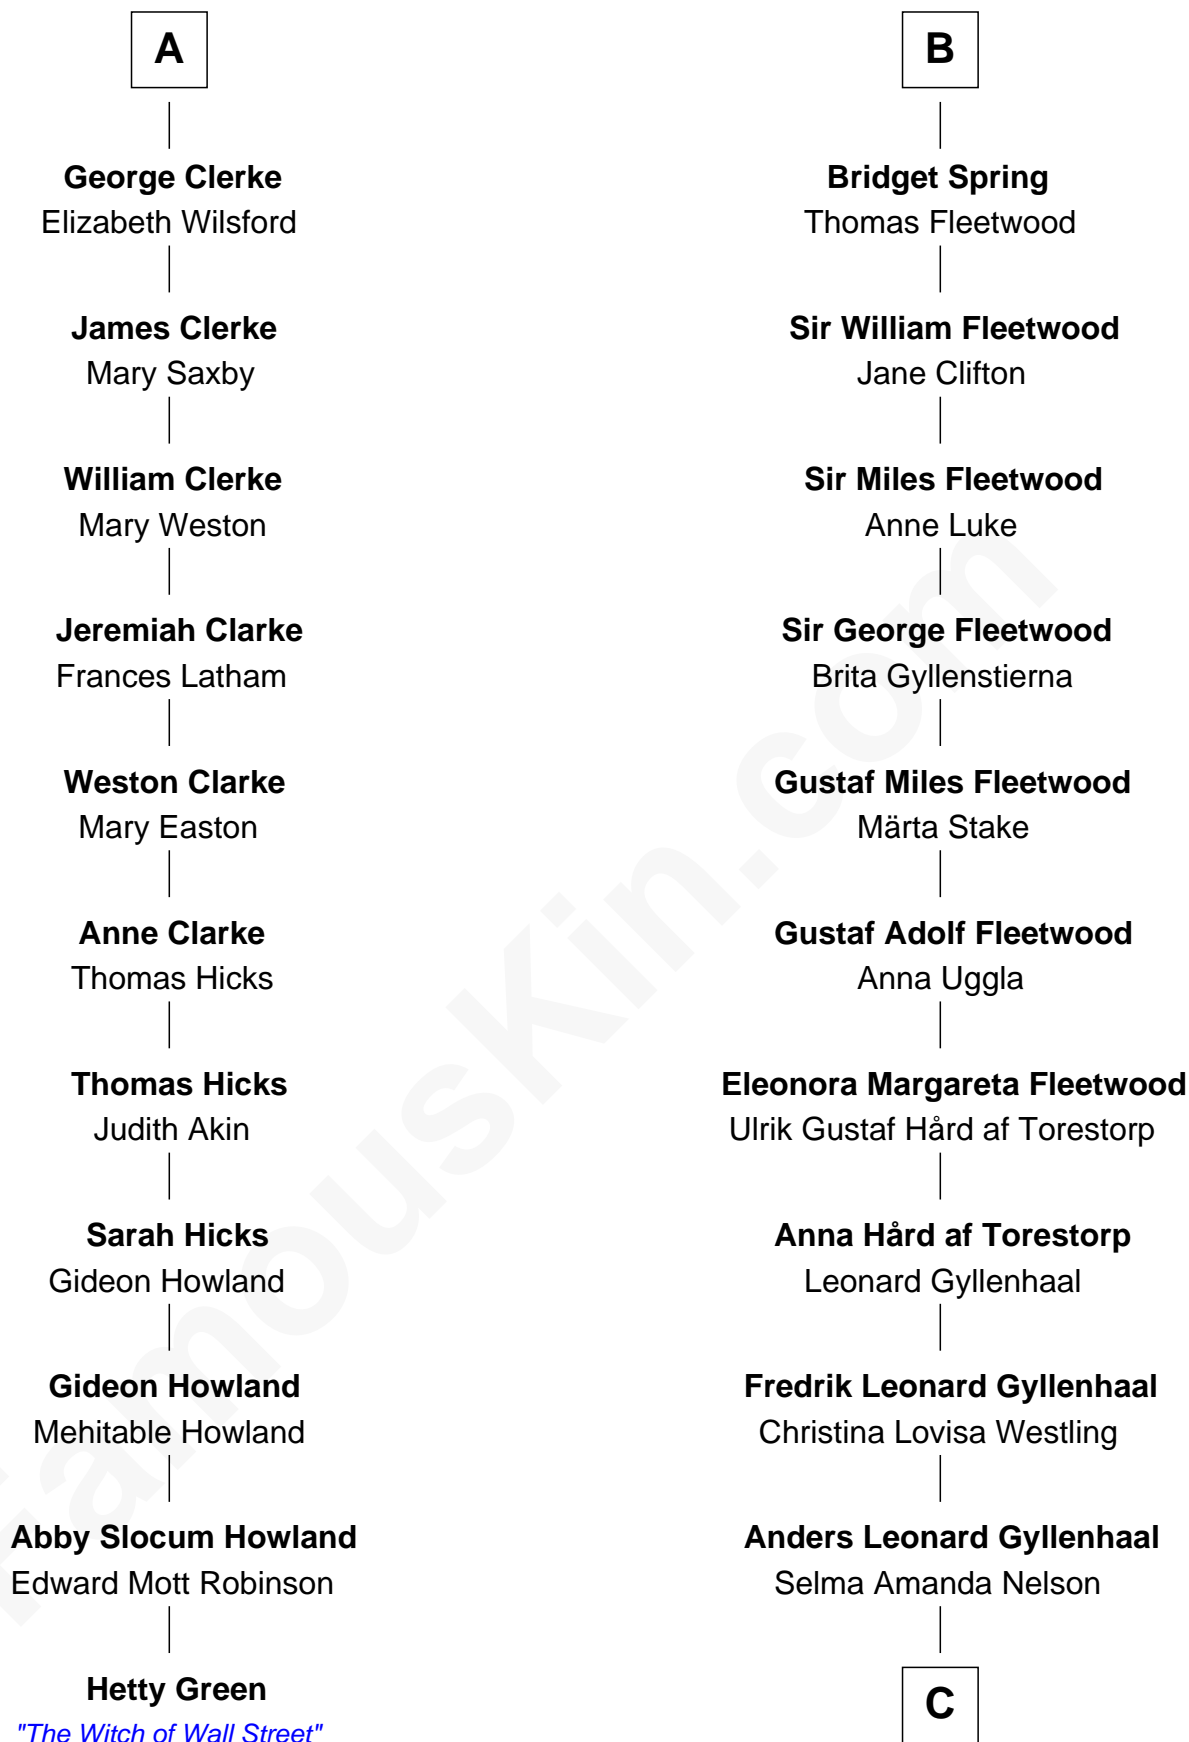 A
George Clerke
Elizabeth Wilsford
James Clerke
Mary Saxby
William Clerke
Mary Weston
Jeremiah Clarke
Frances Latham
Weston Clarke
Mary Easton
Anne Clarke
Thomas Hicks
Thomas Hicks
Judith Akin
Sarah Hicks
Gideon Howland
Gideon Howland
Mehitable Howland
Abby Slocum Howland
Edward Mott Robinson
Hetty Green
"The Witch of Wall Street"
B
Bridget Spring
Thomas Fleetwood
Sir William Fleetwood
Jane Clifton
Sir Miles Fleetwood
Anne Luke
Sir George Fleetwood
Brita Gyllenstierna
Gustaf Miles Fleetwood
Märta Stake
Gustaf Adolf Fleetwood
Anna Uggla
Eleonora Margareta Fleetwood
Ulrik Gustaf Hård af Torestorp
Anna Hård af Torestorp
Leonard Gyllenhaal
Fredrik Leonard Gyllenhaal
Christina Lovisa Westling
Anders Leonard Gyllenhaal
Selma Amanda Nelson
C
FamousKin.com